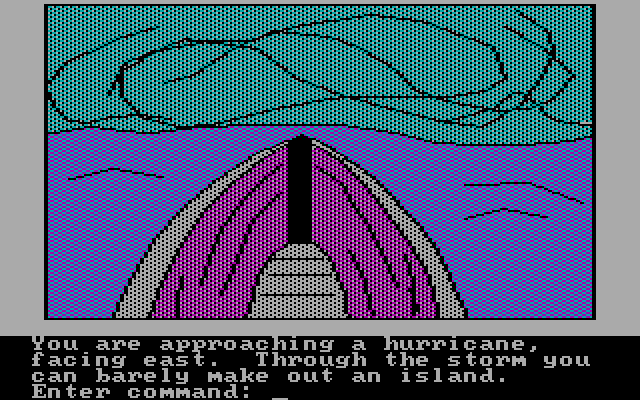 You are approaching a hurricane,
facing east.  Through the storm you
can barely make out an island.
Enter command: _